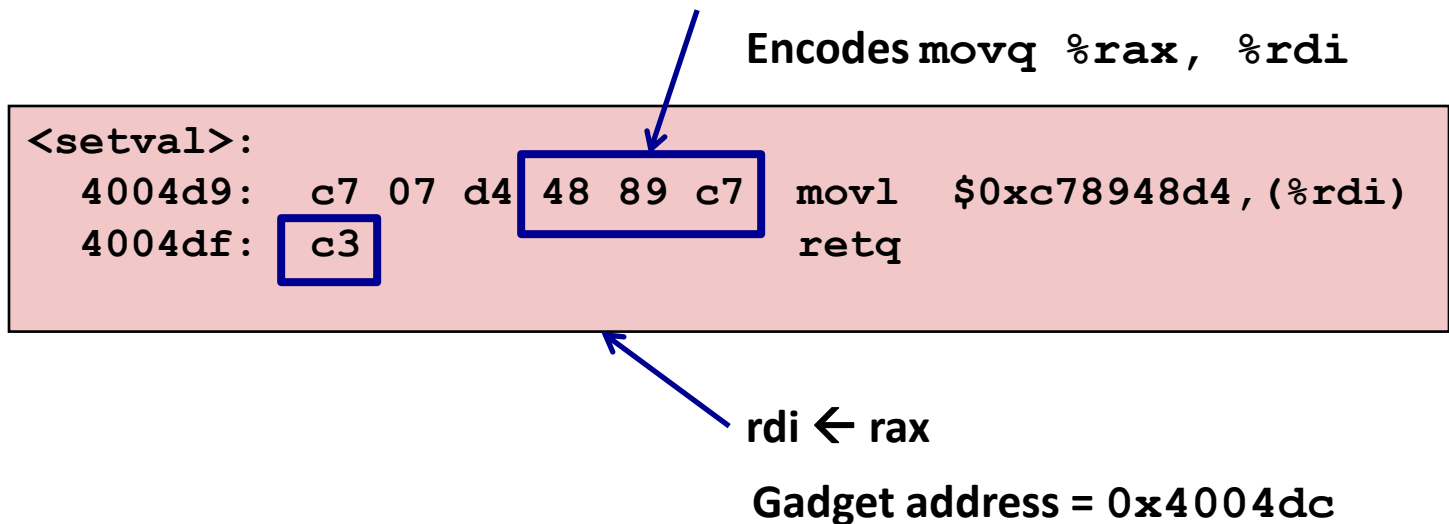 Encodes movq %rax, %rdi
<setval>:
4004d9: c7 07 d4 48 89 c7 movl $0xc78948d4,(%rdi)
4004df: c3 retq
rdi ← rax
Gadget address = 0x4004dc